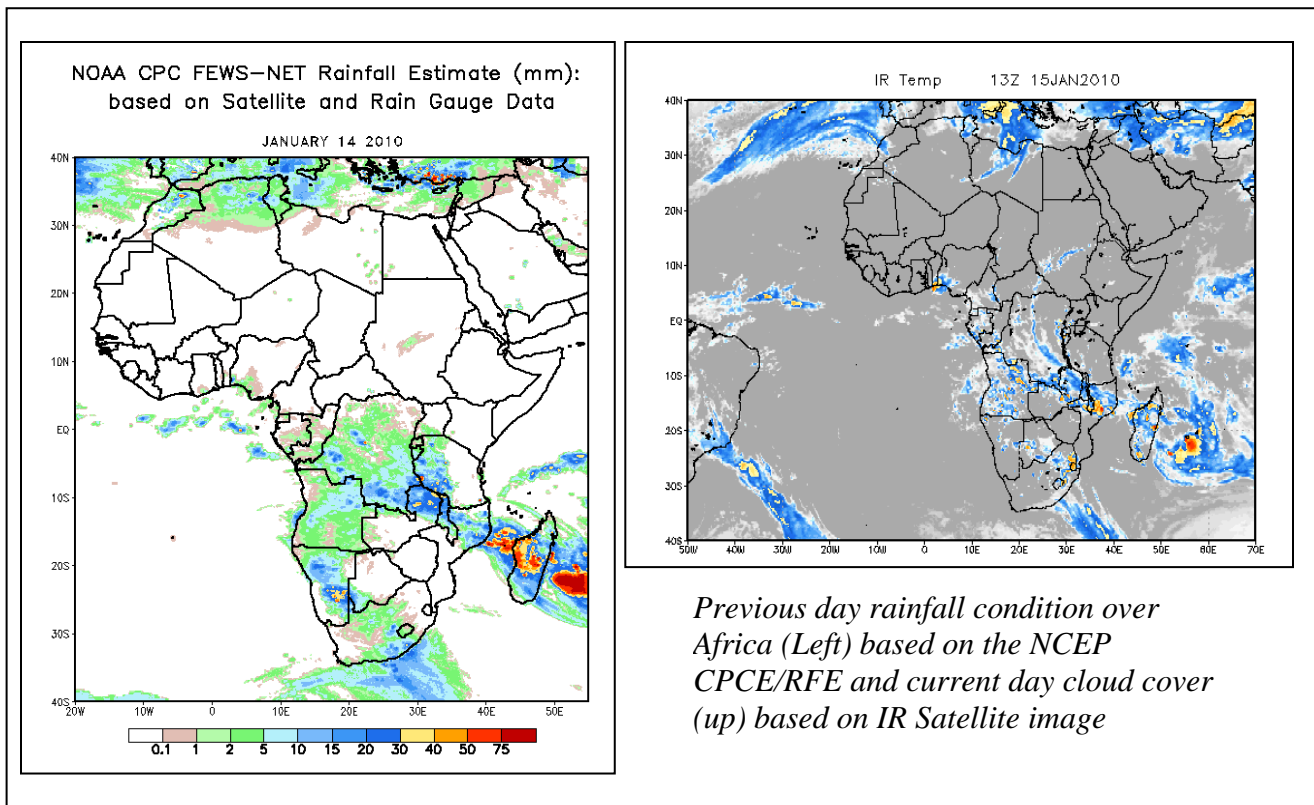 NOAA CPC FEWS-NET Rainfall Estimate (mm):
based on Satellite and Rain Gauge Data
JANUARY 14 2010
40N
30N
20N
10N
EQ
10S
20S
30S
40S
20W 10W 0 10E 20E 30E 40E 50E
0.1 1 2 5 10 15 20 30 40 50 75
IR Temp 13Z 15JAN2010
40N
30N
20N
10N
EQ
10S
20S
30S
40S
50W 40W 30W 20W 10W 0 10E 20E 30E 40E 50E 60E 70E
Previous day rainfall condition over
Africa (Left) based on the NCEP
CPCE/RFE and current day cloud cover
(up) based on IR Satellite image